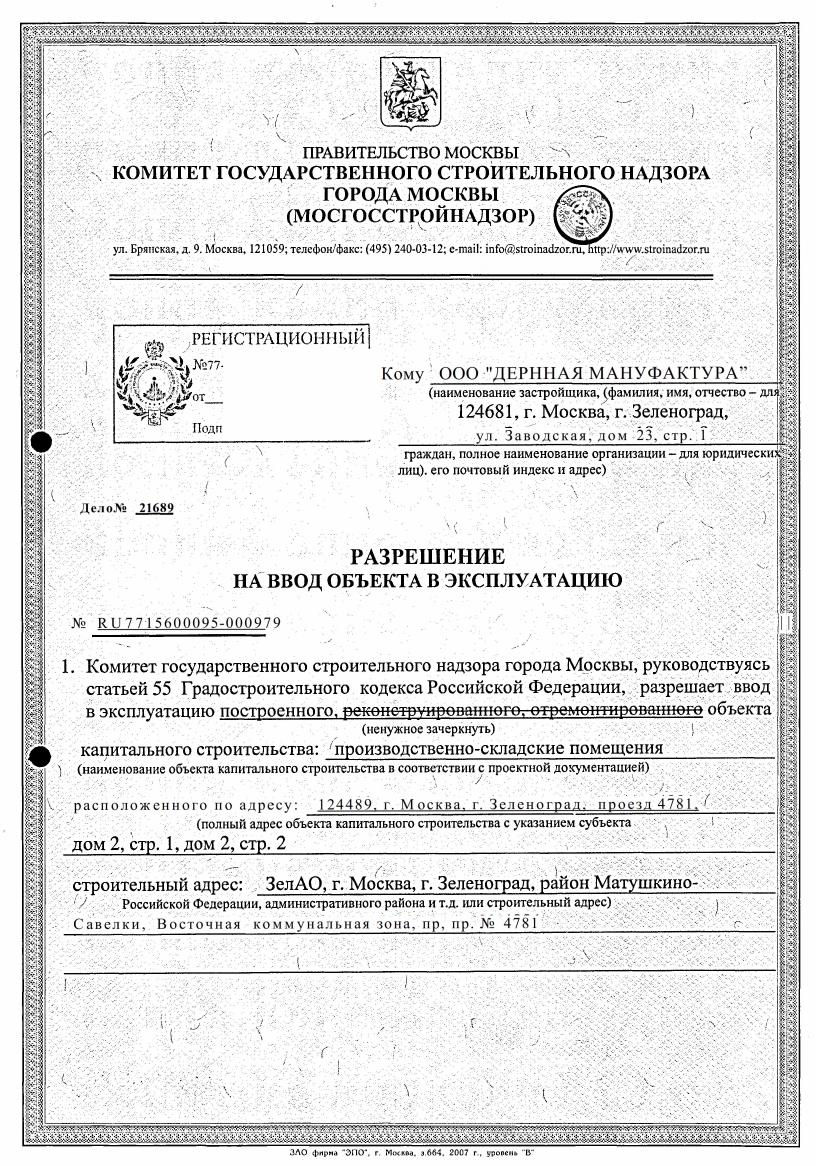 ПРАВИТЕЛЬСТВО МОСКВЫ
КОМИТЕТ ГОСУДАРСТВЕННОГО СТРОИТЕЛЬНОГО НАДЗОРА
ГОРОДА МОСКВЫ
(МОСГОССТРОЙНАДЗОР)
ул. Брянская, д. 9. Москва, 121059; телефон/факс: (495) 240-03-12; e-mail: info@stroinadzor.ru, http://www.stroinadzor.ru
РЕГИСТРАЦИОННЫЙ
№77-
от___
Подп
Кому ООО "ДЕРННАЯ МАНУФАКТУРА"
(наименование застройщика, (фамилия, имя, отчество – для
124681, г. Москва, г. Зеленоград,
ул. Заводская, дом 23, стр. 1
граждан, полное наименование организации – для юридических
лиц). его почтовый индекс и адрес)
Дело№ 21689
РАЗРЕШЕНИЕ
НА ВВОД ОБЪЕКТА В ЭКСПЛУАТАЦИЮ
№ RU7715600095-000979
1. Комитет государственного строительного надзора города Москвы, руководствуясь
статьей 55 Градостроительного кодекса Российской Федерации, разрешает ввод
в эксплуатацию построенного, реконструированного, отремонтированного объекта
(ненужное зачеркнуть)
капитального строительства: производственно-складские помещения
(наименование объекта капитального строительства в соответствии с проектной документацией)
расположенного по адресу: 124489, г. Москва, г. Зеленоград, проезд 4781,
(полный адрес объекта капитального строительства с указанием субъекта
дом 2, стр. 1, дом 2, стр. 2
строительный адрес: ЗелАО, г. Москва, г. Зеленоград, район Матушкино-
Российской Федерации, административного района и т.д. или строительный адрес)
Савелки, Восточная коммунальная зона, пр, пр. № 4781
ЗАО фирма "ЭПО", г. Москва, з.664, 2007 г., уровень "В"